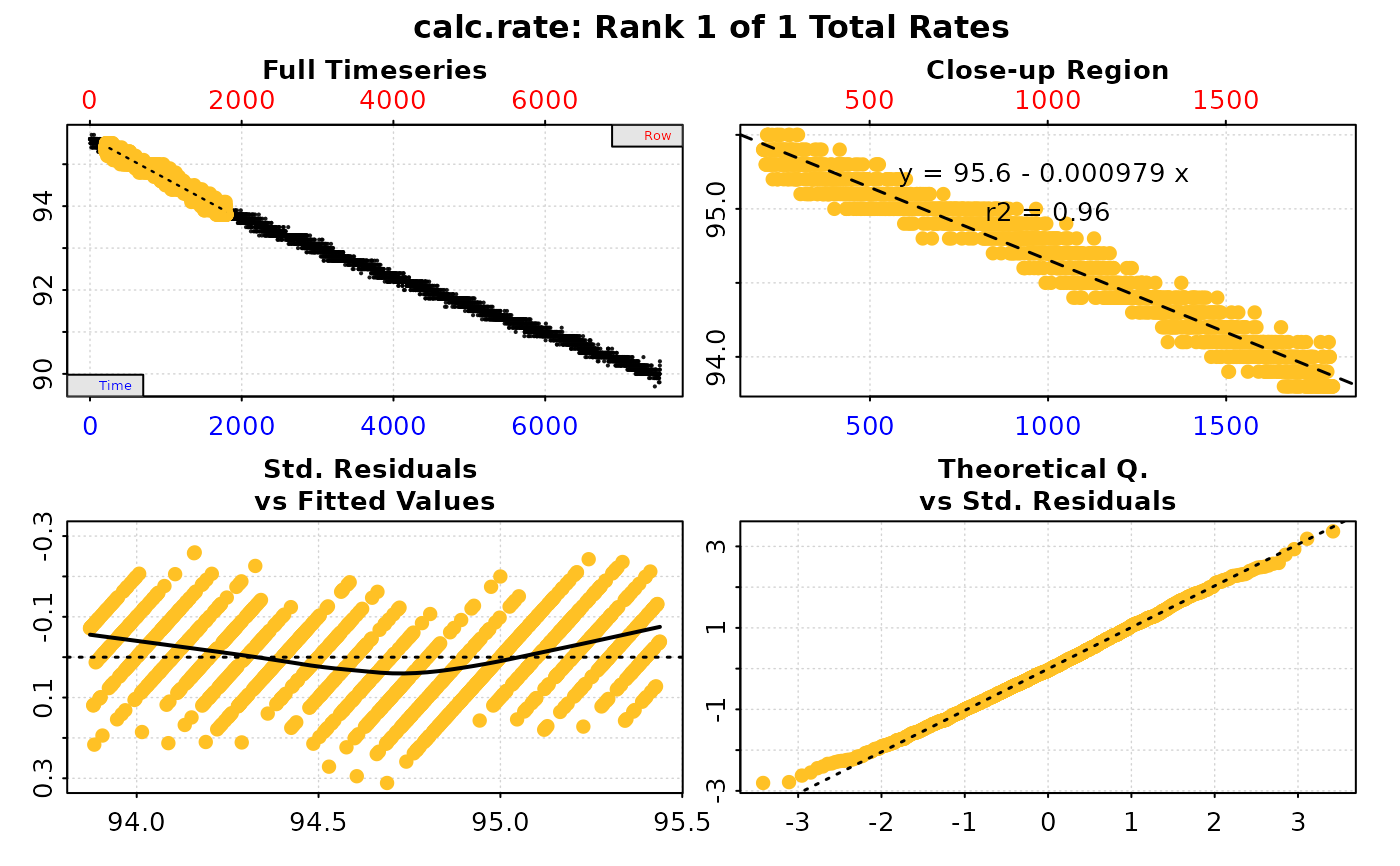 calc.rate: Rank 1 of 1 Total Rates
Full Timeseries
0 2000 4000 6000
Row
94
92
90
Time
0 2000 4000 6000
Close-up Region
500 1000 1500
y = 95.6 - 0.000979 x
r2 = 0.96
95.0
94.0
500 1000 1500
Std. Residuals
vs Fitted Values
-0.3
-0.1
0.1
0.3
94.0 94.5 95.0 95.5
Theoretical Q.
vs Std. Residuals
3
1
-1
-3
-3 -2 -1 0 1 2 3